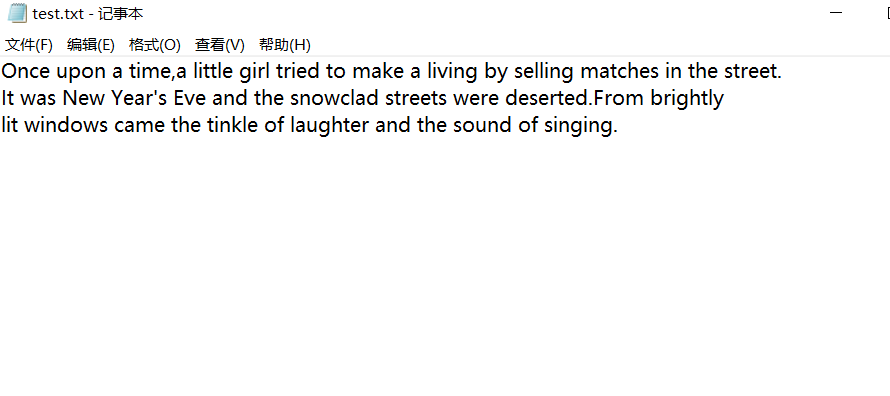 test.txt - 记事本
文件(F) 编辑(E) 格式(O) 查看(V) 帮助(H)
Once upon a time,a little girl tried to make a living by selling matches in the street.
It was New Year's Eve and the snowclad streets were deserted.From brightly
lit windows came the tinkle of laughter and the sound of singing.